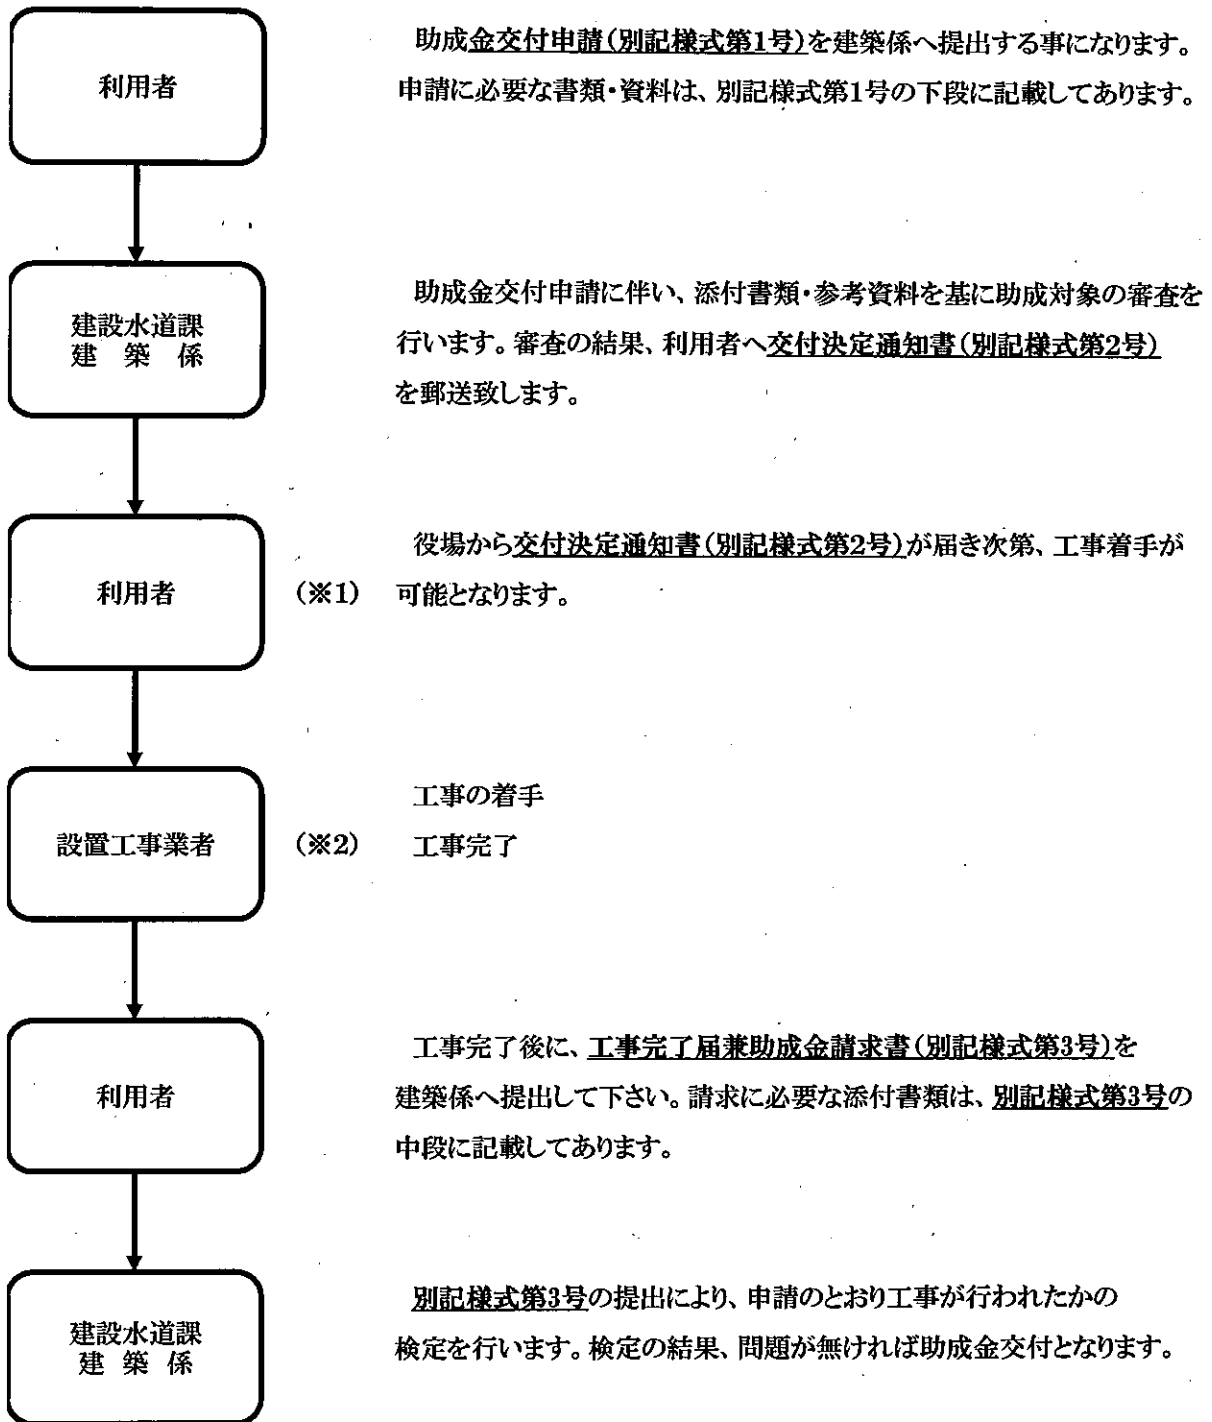 利用者
助成金交付申請(別記様式第1号)を建築係へ提出する事になります。
申請に必要な書類・資料は、別記様式第1号の下段に記載してあります。
建設水道課
建築係
助成金交付申請に伴い、添付書類・参考資料を基に助成対象の審査を
行います。審査の結果、利用者へ交付決定通知書(別記様式第2号)
を郵送致します。
利用者
(※1)
役場から交付決定通知書(別記様式第2号)が届き次第、工事着手が
可能となります。
設置工事業者
(※2)
工事の着手
工事完了
利用者
工事完了後に、工事完了届兼助成金請求書(別記様式第3号)を
建築係へ提出して下さい。請求に必要な添付書類は、別記様式第3号の
中段に記載してあります。
建設水道課
建築係
別記様式第3号の提出により、申請のとおり工事が行われたかの
検定を行います。検定の結果、問題が無ければ助成金交付となります。